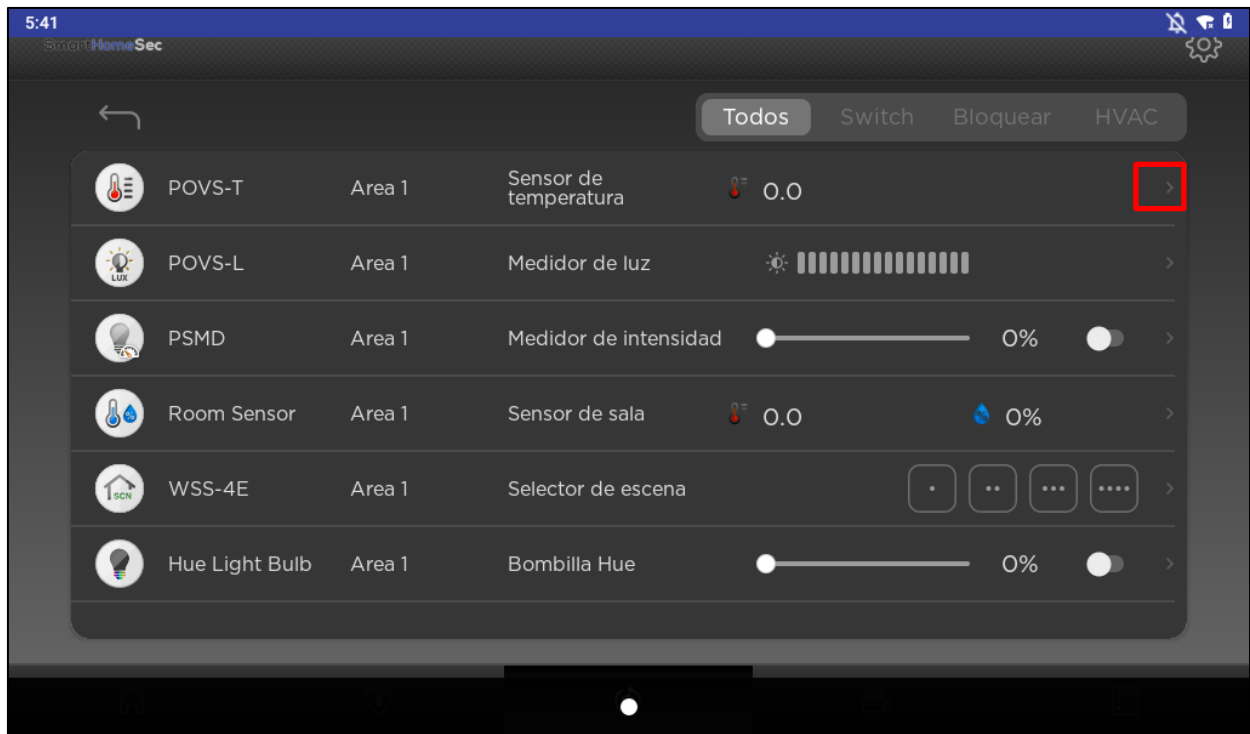 5:41
SmartHomeSec
Todos Switch Bloquear HVAC
POVS-T Area 1 Sensor de temperatura 0.0
LUX POVS-L Area 1 Medidor de luz
PSMD Area 1 Medidor de intensidad 0%
Room Sensor Area 1 Sensor de sala 0.0 0%
SCN WSS-4E Area 1 Selector de escena
Hue Light Bulb Area 1 Bombilla Hue 0%